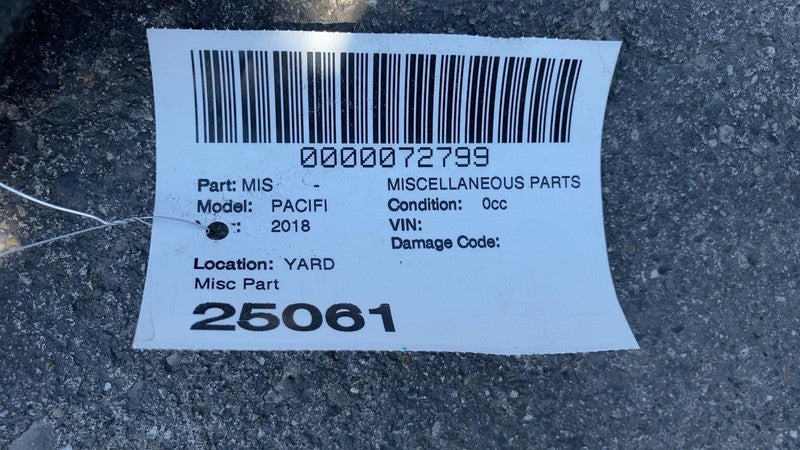 0000072799
Part: MIS - MISCELLANEOUS PARTS
Model: PACIFI Condition: 0cc
2018 VIN:
Damage Code:
Location: YARD
Misc Part
25061